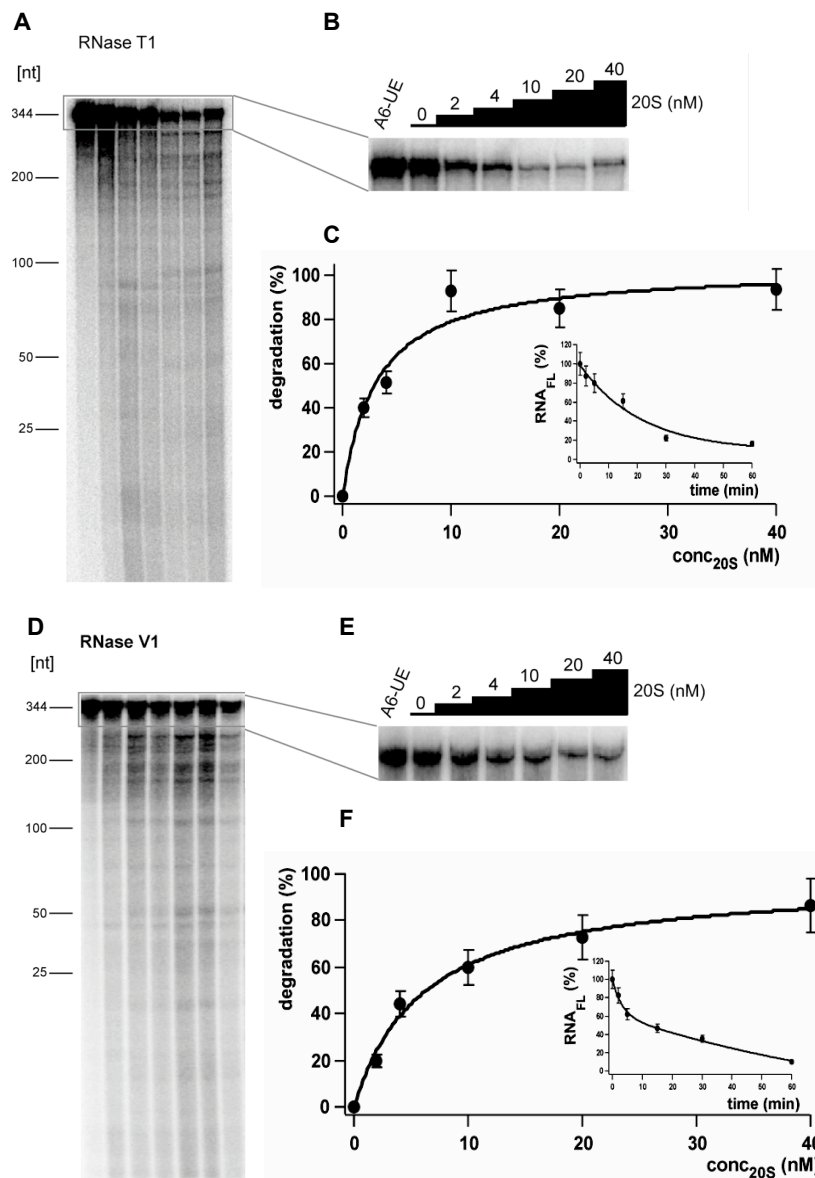 A
RNase T1
[nt]
344
200
100
50
25
B
A6-UE
0 2 4 10 20 40
20S (nM)
C
degradation (%)
100
80
60
40
20
0
0 10 20 30 40
conc20S (nM)
RNAFL (%)
120
100
80
60
40
20
0
0 10 20 30 40 50 60
time (min)
D
RNase V1
[nt]
344
200
100
50
25
E
A6-UE
0 2 4 10 20 40
20S (nM)
F
degradation (%)
100
80
60
40
20
0
0 10 20 30 40
conc20S (nM)
RNAFL (%)
120
100
80
60
40
20
0
0 10 20 30 40 50 60
time (min)